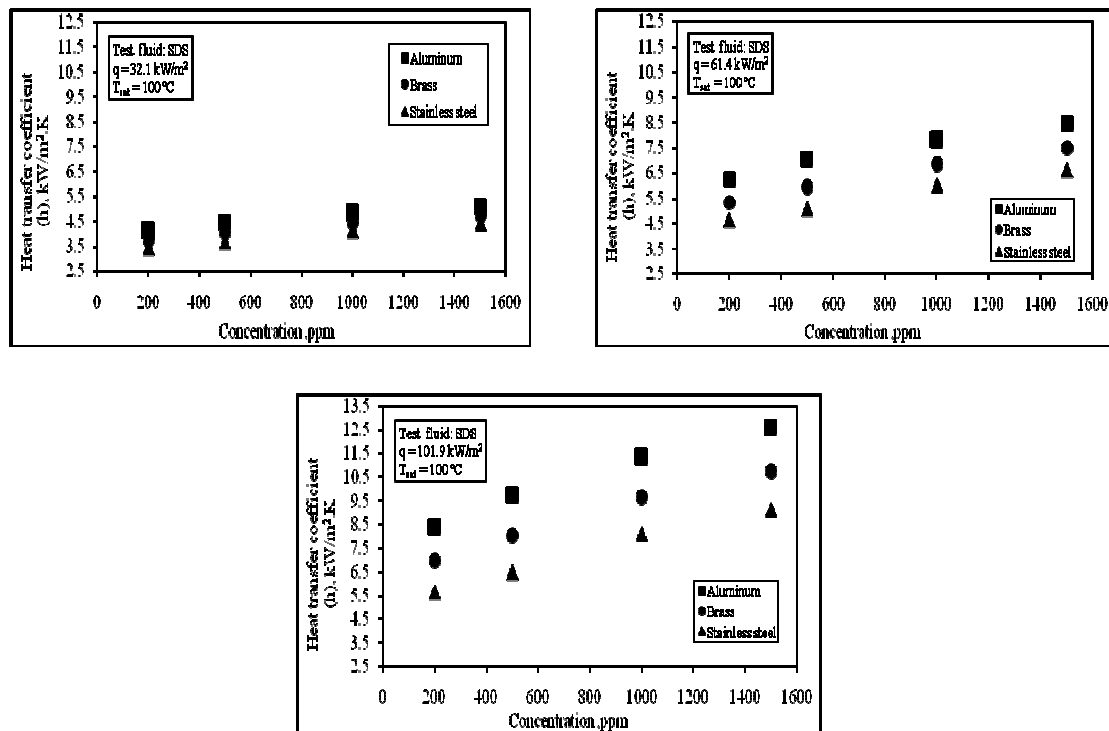 12.5
11.5
10.5
9.5
8.5
7.5
6.5
5.5
4.5
3.5
2.5
Heat transfer coefficient
(h), kW/m².K
Test fluid: SDS
q = 32.1 kW/m²
T_sat = 100°C
Aluminum
Brass
Stainless steel
0 200 400 600 800 1000 1200 1400 1600
Concentration ,ppm
12.5
11.5
10.5
9.5
8.5
7.5
6.5
5.5
4.5
3.5
2.5
Heat transfer coefficient
(h), kW/m².K
Test fluid: SDS
q = 61.4 kW/m²
T_sat = 100°C
Aluminum
Brass
Stainless steel
0 200 400 600 800 1000 1200 1400 1600
Concentration ,ppm
13.5
12.5
11.5
10.5
9.5
8.5
7.5
6.5
5.5
4.5
3.5
2.5
Heat transfer coefficient
(h), kW/m².K
Test fluid: SDS
q = 101.9 kW/m²
T_sat = 100°C
Aluminum
Brass
Stainless steel
0 200 400 600 800 1000 1200 1400 1600
Concentration ,ppm